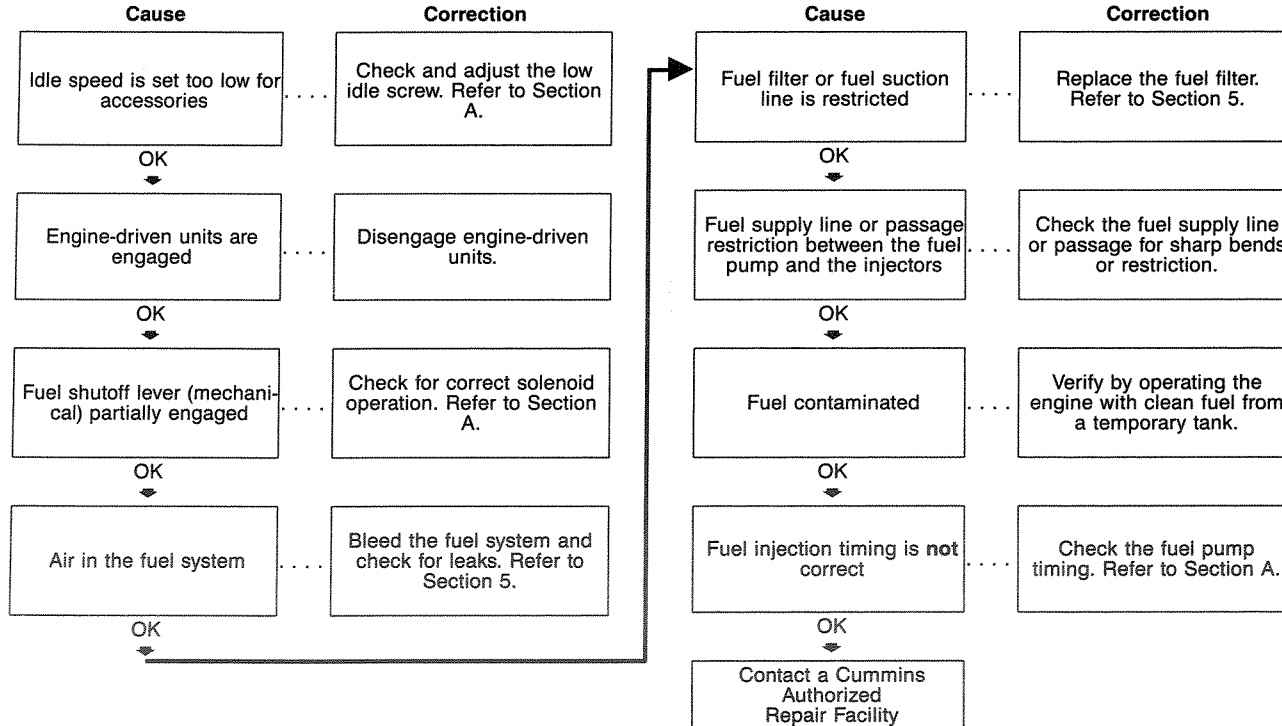 Cause
Correction
Idle speed is set too low for
accessories
. . . .
Check and adjust the low
idle screw. Refer to Section
A.
OK
Engine-driven units are
engaged
. . . .
Disengage engine-driven
units.
OK
Fuel shutoff lever (mechani-
cal) partially engaged
. . . .
Check for correct solenoid
operation. Refer to Section
A.
OK
Air in the fuel system
. . . .
Bleed the fuel system and
check for leaks. Refer to
Section 5.
OK
Cause
Correction
Fuel filter or fuel suction
line is restricted
. . . .
Replace the fuel filter.
Refer to Section 5.
OK
Fuel supply line or passage
restriction between the fuel
pump and the injectors
. . . .
Check the fuel supply line
or passage for sharp bends
or restriction.
OK
Fuel contaminated
. . . .
Verify by operating the
engine with clean fuel from
a temporary tank.
OK
Fuel injection timing is not
correct
. . . .
Check the fuel pump
timing. Refer to Section A.
OK
Contact a Cummins
Authorized
Repair Facility